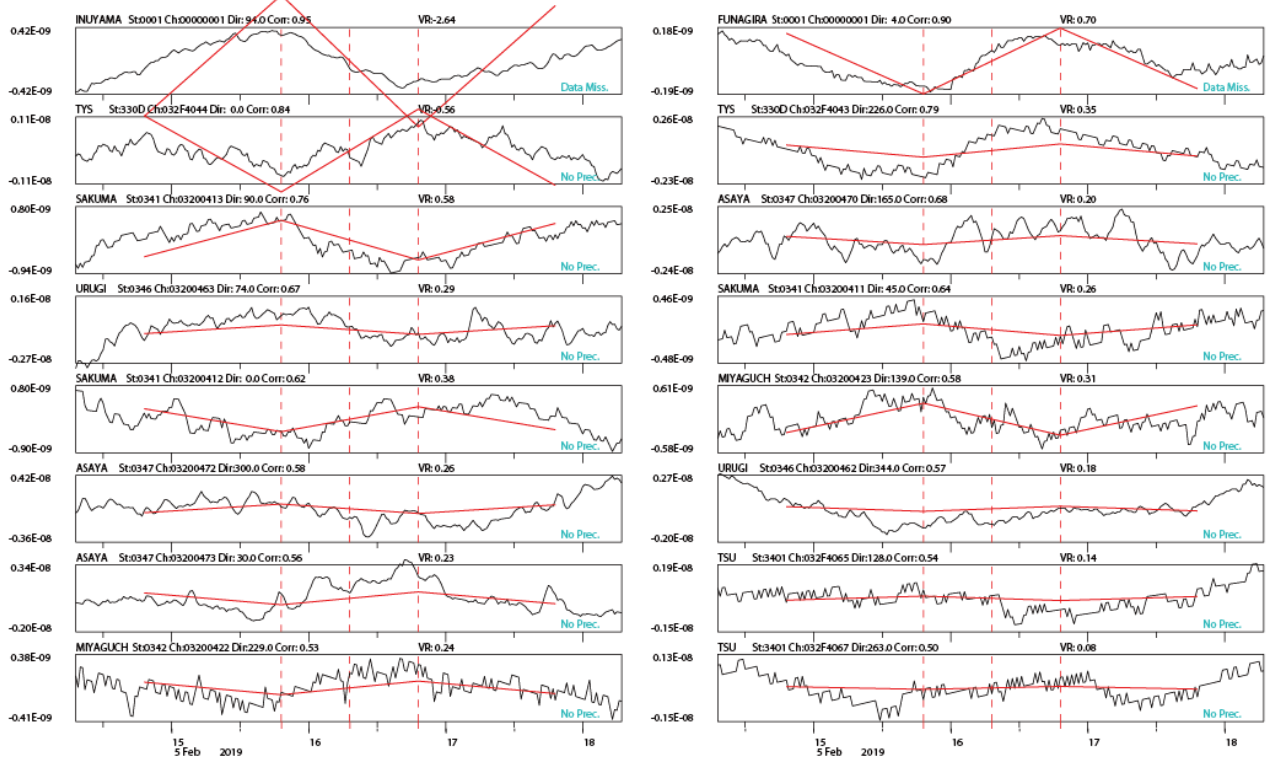 INUYAMA St:0001 Ch:00000001 Dir: 94.0 Corr: 0.95 VR:-2.64
0.42E-09
-0.42E-09
Data Miss.
TYS St:330D Ch:032F4044 Dir: 0.0 Corr: 0.84 VR:-0.56
0.11E-08
-0.11E-08
No Prec.
SAKUMA St:0341 Ch:03200413 Dir: 90.0 Corr: 0.76 VR: 0.58
0.80E-09
-0.94E-09
No Prec.
URUGI St:0346 Ch:03200463 Dir: 74.0 Corr: 0.67 VR: 0.29
0.16E-08
-0.27E-08
No Prec.
SAKUMA St:0341 Ch:03200412 Dir: 0.0 Corr: 0.62 VR: 0.38
0.80E-09
-0.90E-09
No Prec.
ASAYA St:0347 Ch:03200472 Dir:300.0 Corr: 0.58 VR: 0.26
0.42E-08
-0.36E-08
No Prec.
ASAYA St:0347 Ch:03200473 Dir: 30.0 Corr: 0.56 VR: 0.23
0.34E-08
-0.20E-08
No Prec.
MIYAGUCH St:0342 Ch:03200422 Dir:229.0 Corr: 0.53 VR: 0.24
0.38E-09
-0.41E-09
No Prec.
15 16 17 18
5 Feb 2019
FUNAGIRA St:0001 Ch:00000001 Dir: 4.0 Corr: 0.90 VR: 0.70
0.18E-09
-0.19E-09
Data Miss.
TYS St:330D Ch:032F4043 Dir:226.0 Corr: 0.79 VR: 0.35
0.26E-08
-0.23E-08
No Prec.
ASAYA St:0347 Ch:03200470 Dir:165.0 Corr: 0.68 VR: 0.20
0.25E-08
-0.24E-08
No Prec.
SAKUMA St:0341 Ch:03200411 Dir: 45.0 Corr: 0.64 VR: 0.26
0.46E-09
-0.48E-09
No Prec.
MIYAGUCH St:0342 Ch:03200423 Dir:139.0 Corr: 0.58 VR: 0.31
0.61E-09
-0.58E-09
No Prec.
URUGI St:0346 Ch:03200462 Dir:344.0 Corr: 0.57 VR: 0.18
0.27E-08
-0.20E-08
No Prec.
TSU St:3401 Ch:032F4065 Dir:128.0 Corr: 0.54 VR: 0.14
0.19E-08
-0.15E-08
No Prec.
TSU St:3401 Ch:032F4067 Dir:263.0 Corr: 0.50 VR: 0.08
0.13E-08
-0.15E-08
No Prec.
15 16 17 18
5 Feb 2019